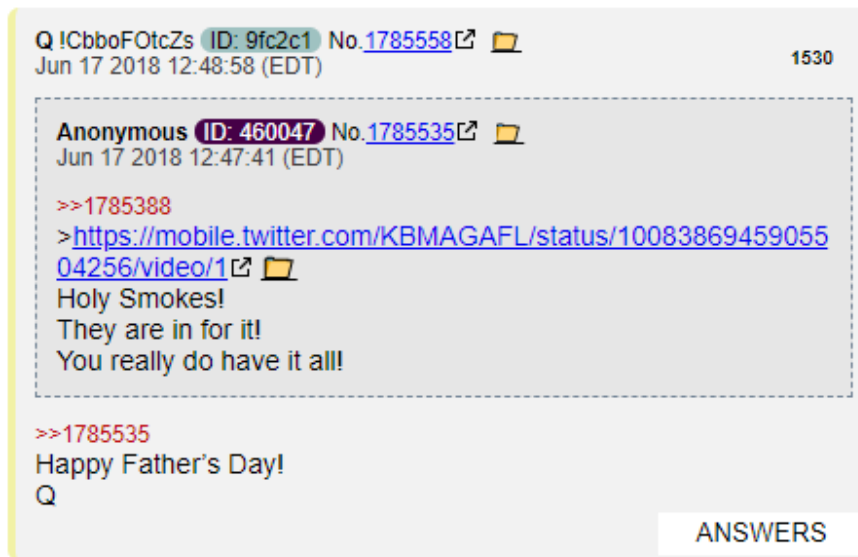 Q !CbboFOtcZs ID: 9fc2c1 No.1785558
Jun 17 2018 12:48:58 (EDT)
1530
Anonymous ID: 460047 No.1785535
Jun 17 2018 12:47:41 (EDT)
>>1785388
>https://mobile.twitter.com/KBMAGAFL/status/10083869459055
04256/video/1
Holy Smokes!
They are in for it!
You really do have it all!
>>1785535
Happy Father’s Day!
Q
ANSWERS